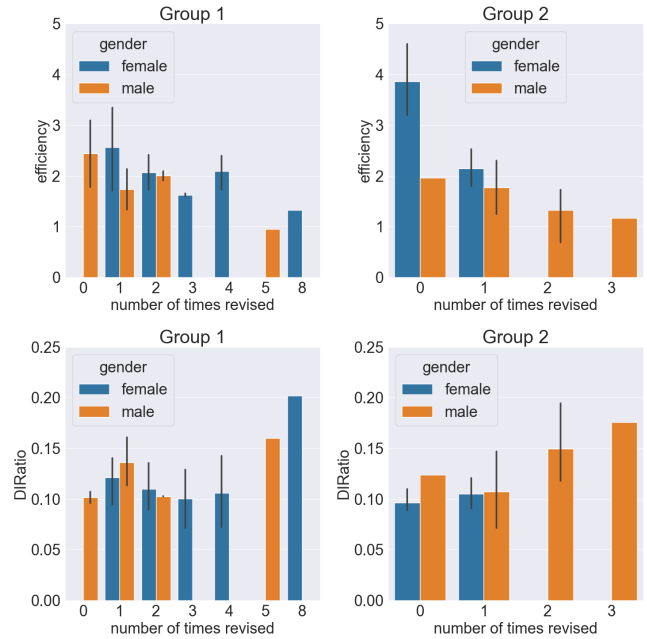 Group 1
5
4
3
2
1
0
efficiency
gender
female
male
0 1 2 3 4 5 8
number of times revised
Group 2
5
4
3
2
1
0
efficiency
gender
female
male
0 1 2 3
number of times revised
Group 1
0.25
0.20
0.15
0.10
0.05
0.00
DIRatio
gender
female
male
0 1 2 3 4 5 8
number of times revised
Group 2
0.25
0.20
0.15
0.10
0.05
0.00
DIRatio
gender
female
male
0 1 2 3
number of times revised